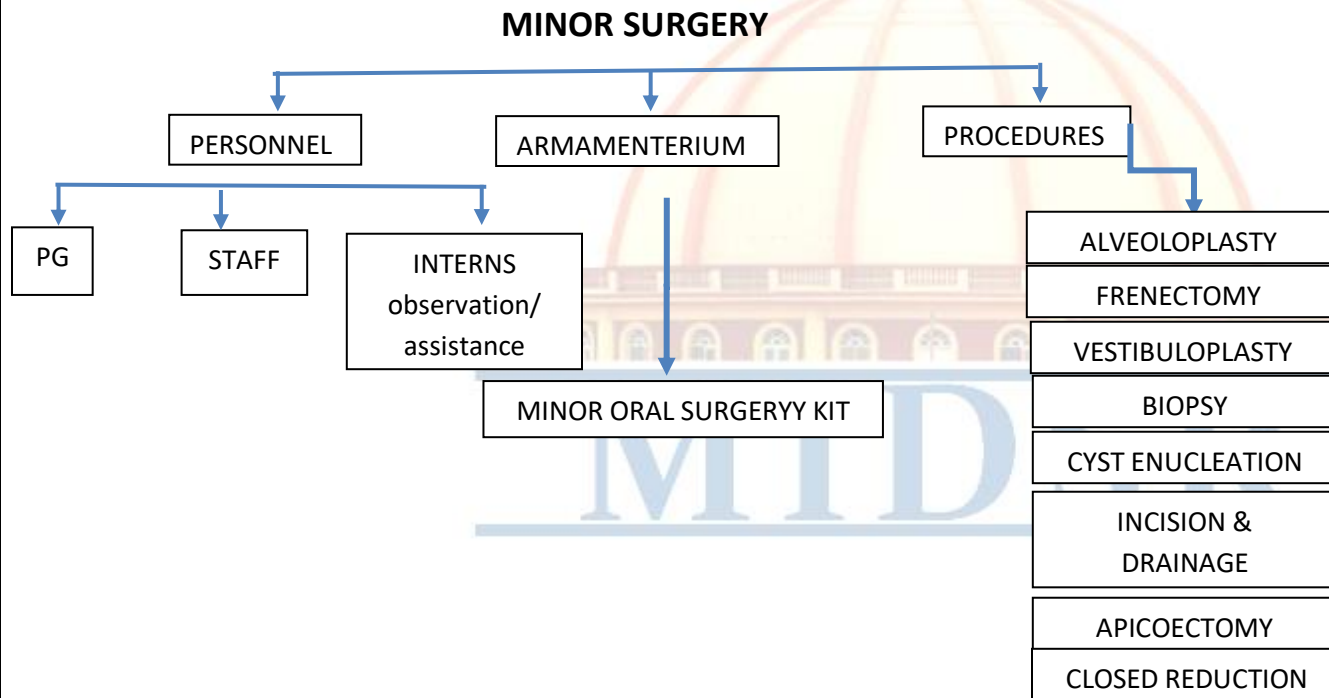 MINOR SURGERY
PERSONNEL
ARMAMENTERIUM
PROCEDURES
PG
STAFF
INTERNS
observation/
assistance
MINOR ORAL SURGERYY KIT
ALVEOLOPLASTY
FRENECTOMY
VESTIBULOPLASTY
BIOPSY
CYST ENUCLEATION
INCISION &
DRAINAGE
APICOECTOMY
CLOSED REDUCTION